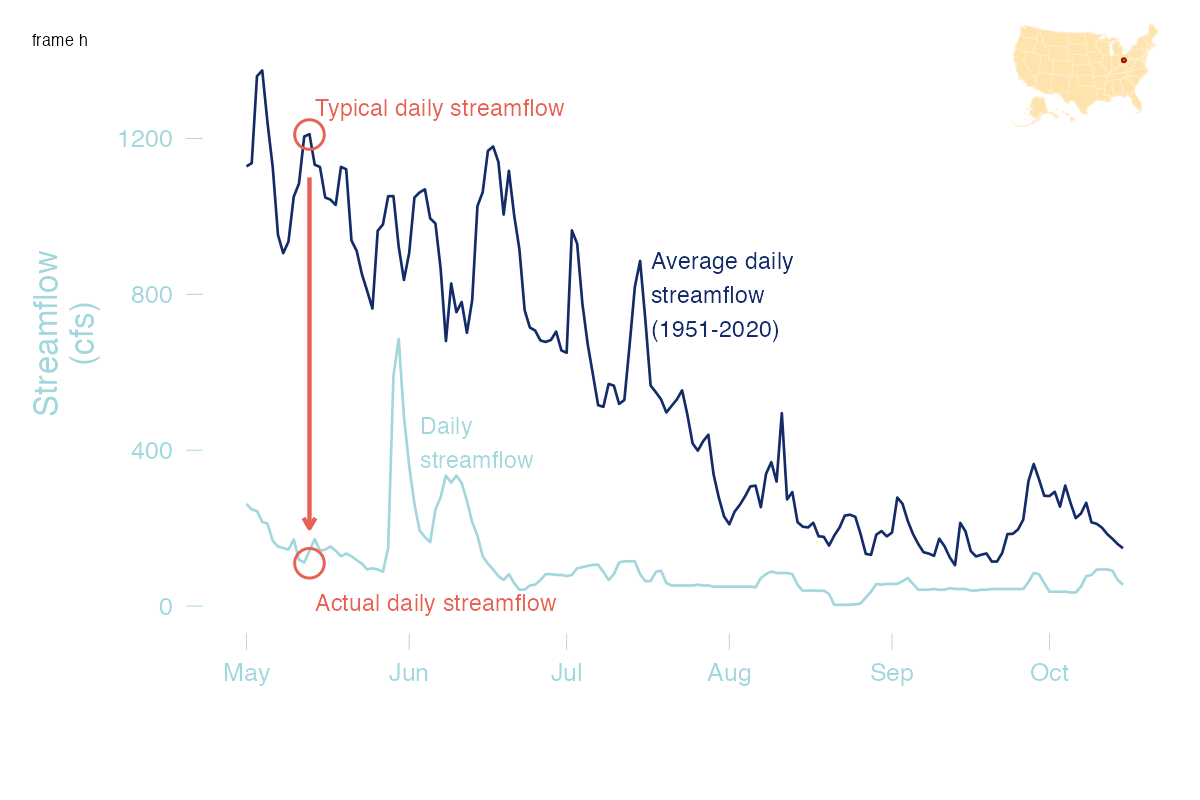 frame h
Typical daily streamflow
1200
Average daily
streamflow
(1951-2020)
800
Streamflow
(cfs)
Daily
streamflow
400
Actual daily streamflow
0
May
Jun
Jul
Aug
Sep
Oct